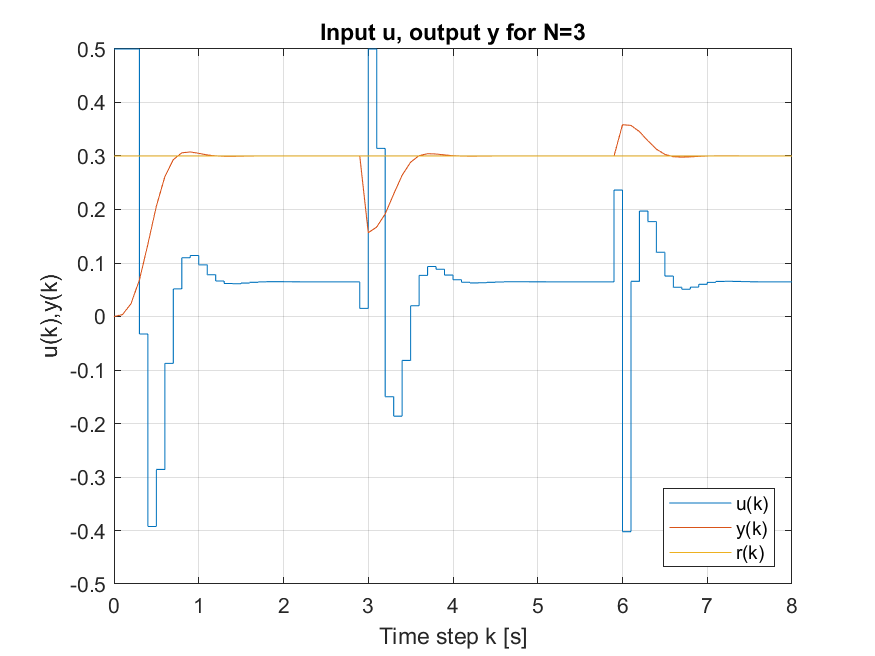 Input u, output y for N=3
u(k),y(k)
0.5
0.4
0.3
0.2
0.1
0
-0.1
-0.2
-0.3
-0.4
-0.5
0 1 2 3 4 5 6 7 8
Time step k [s]
u(k)
y(k)
r(k)